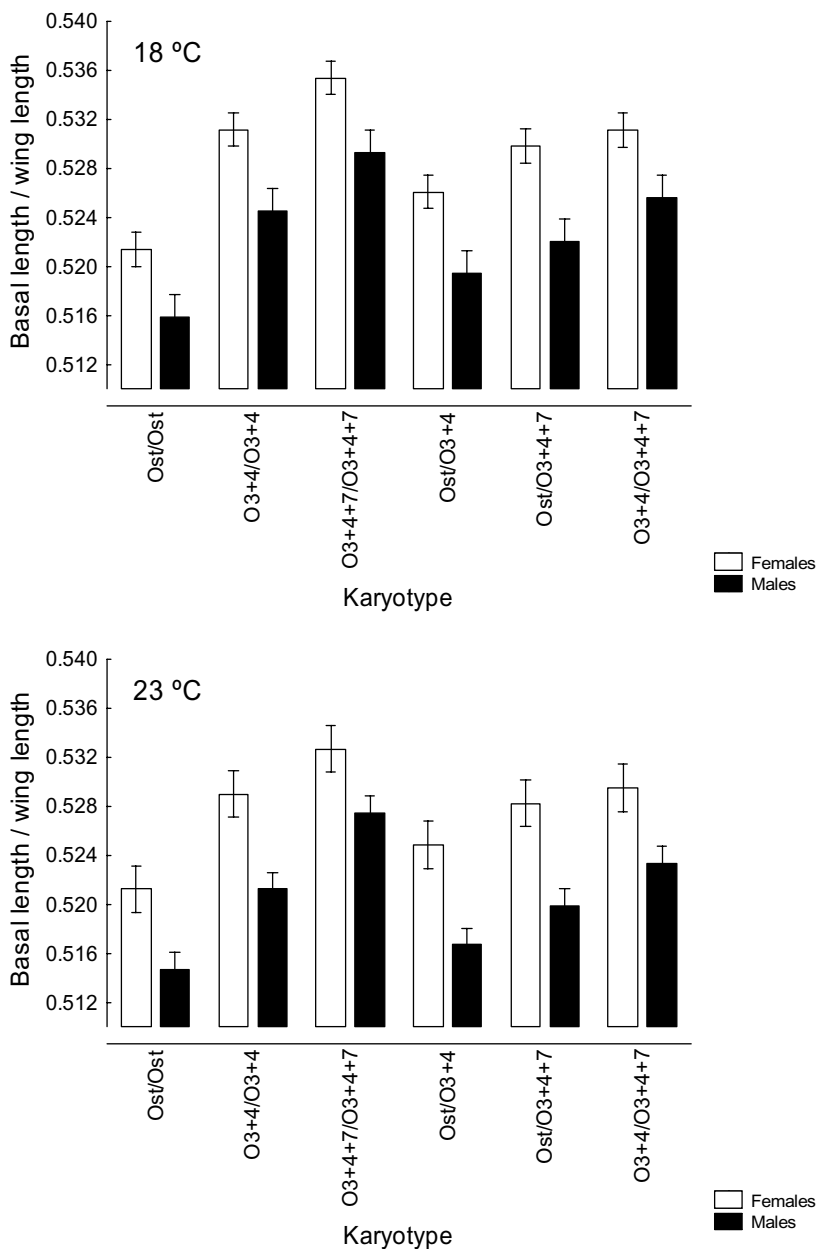 0.540
18 ºC
0.536
0.532
0.528
0.524
0.520
0.516
0.512
Basal length / wing length
Ost/Ost
O3+4/O3+4
O3+4+7/O3+4+7
Ost/O3+4
Ost/O3+4+7
O3+4/O3+4+7
Karyotype
Females
Males
0.540
23 ºC
0.536
0.532
0.528
0.524
0.520
0.516
0.512
Basal length / wing length
Ost/Ost
O3+4/O3+4
O3+4+7/O3+4+7
Ost/O3+4
Ost/O3+4+7
O3+4/O3+4+7
Karyotype
Females
Males